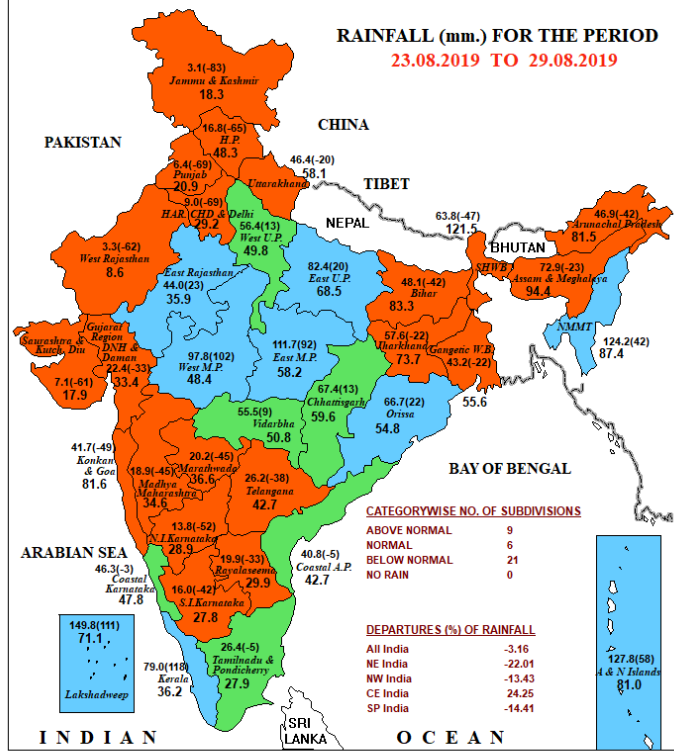 RAINFALL (mm.) FOR THE PERIOD
23.08.2019 TO 29.08.2019
3.1(-83)
Jammu & Kashmir
18.3
CHINA
16.8(-65)
H.P.
48.3
PAKISTAN
6.4(-69)
Punjab
20.9
46.4(-20)
Uttarakhand
58.1
TIBET
9.0(-69)
HAR. CHD & Delhi
29.2
NEPAL
56.4(13)
West U.P.
49.8
63.8(-47)
121.5
BHUTAN
46.9(-42)
Arunachal Pradesh
81.5
3.3(-62)
West Rajasthan
8.6
East Rajasthan
44.0(23)
35.9
82.4(20)
East U.P.
68.5
48.1(-42)
Bihar
83.3
SHWB
72.9(-23)
Assam & Meghalaya
94.4
NMMT
124.2(42)
87.4
Saurashtra &
Kutch, Diu
7.1(-61)
17.9
Gujarat
Region
DNH &
Daman
22.4(-33)
33.4
97.8(102)
West M.P.
48.4
111.7(92)
East M.P.
58.2
57.6(-22)
Jharkhand
73.7
Gangetic W.B.
43.2(-22)
55.6
67.4(13)
Chhattisgarh
59.6
66.7(22)
Orissa
54.8
55.5(9)
Vidarbha
50.8
41.7(-49)
Konkan
& Goa
81.6
20.2(-45)
Marathwada
36.6
18.9(-45)
Madhya
Maharashtra
34.6
26.2(-38)
Telangana
42.7
BAY OF BENGAL
13.8(-52)
N.I.Karnataka
28.9
ARABIAN SEA
46.3(-3)
Coastal
Karnataka
47.8
19.9(-33)
Rayalaseema
29.9
40.8(-5)
Coastal A.P.
42.7
16.0(-42)
S.I.Karnataka
27.8
CATEGORYWISE NO. OF SUBDIVISIONS
ABOVE NORMAL 9
NORMAL 6
BELOW NORMAL 21
NO RAIN 0
149.8(111)
71.1
Lakshadweep
79.0(118)
Kerala
36.2
26.4(-5)
Tamilnadu &
Pondicherry
27.9
DEPARTURES (%) OF RAINFALL
All India -3.16
NE India -22.01
NW India -13.43
CE India 24.25
SP India -14.41
127.8(58)
A & N Islands
81.0
SRI
LANKA
INDIAN OCEAN